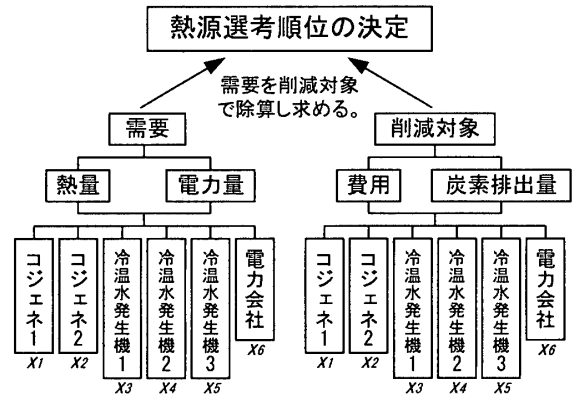 熱源選考順位の決定
需要を削減対象
で除算し求める。
需要
削減対象
熱量
電力量
費用
炭素排出量
コジェネ1
コジェネ2
冷温水発生機1
冷温水発生機2
冷温水発生機3
電力会社
コジェネ1
コジェネ2
冷温水発生機1
冷温水発生機2
冷温水発生機3
電力会社
X1
X2
X3
X4
X5
X6
X1
X2
X3
X4
X5
X6